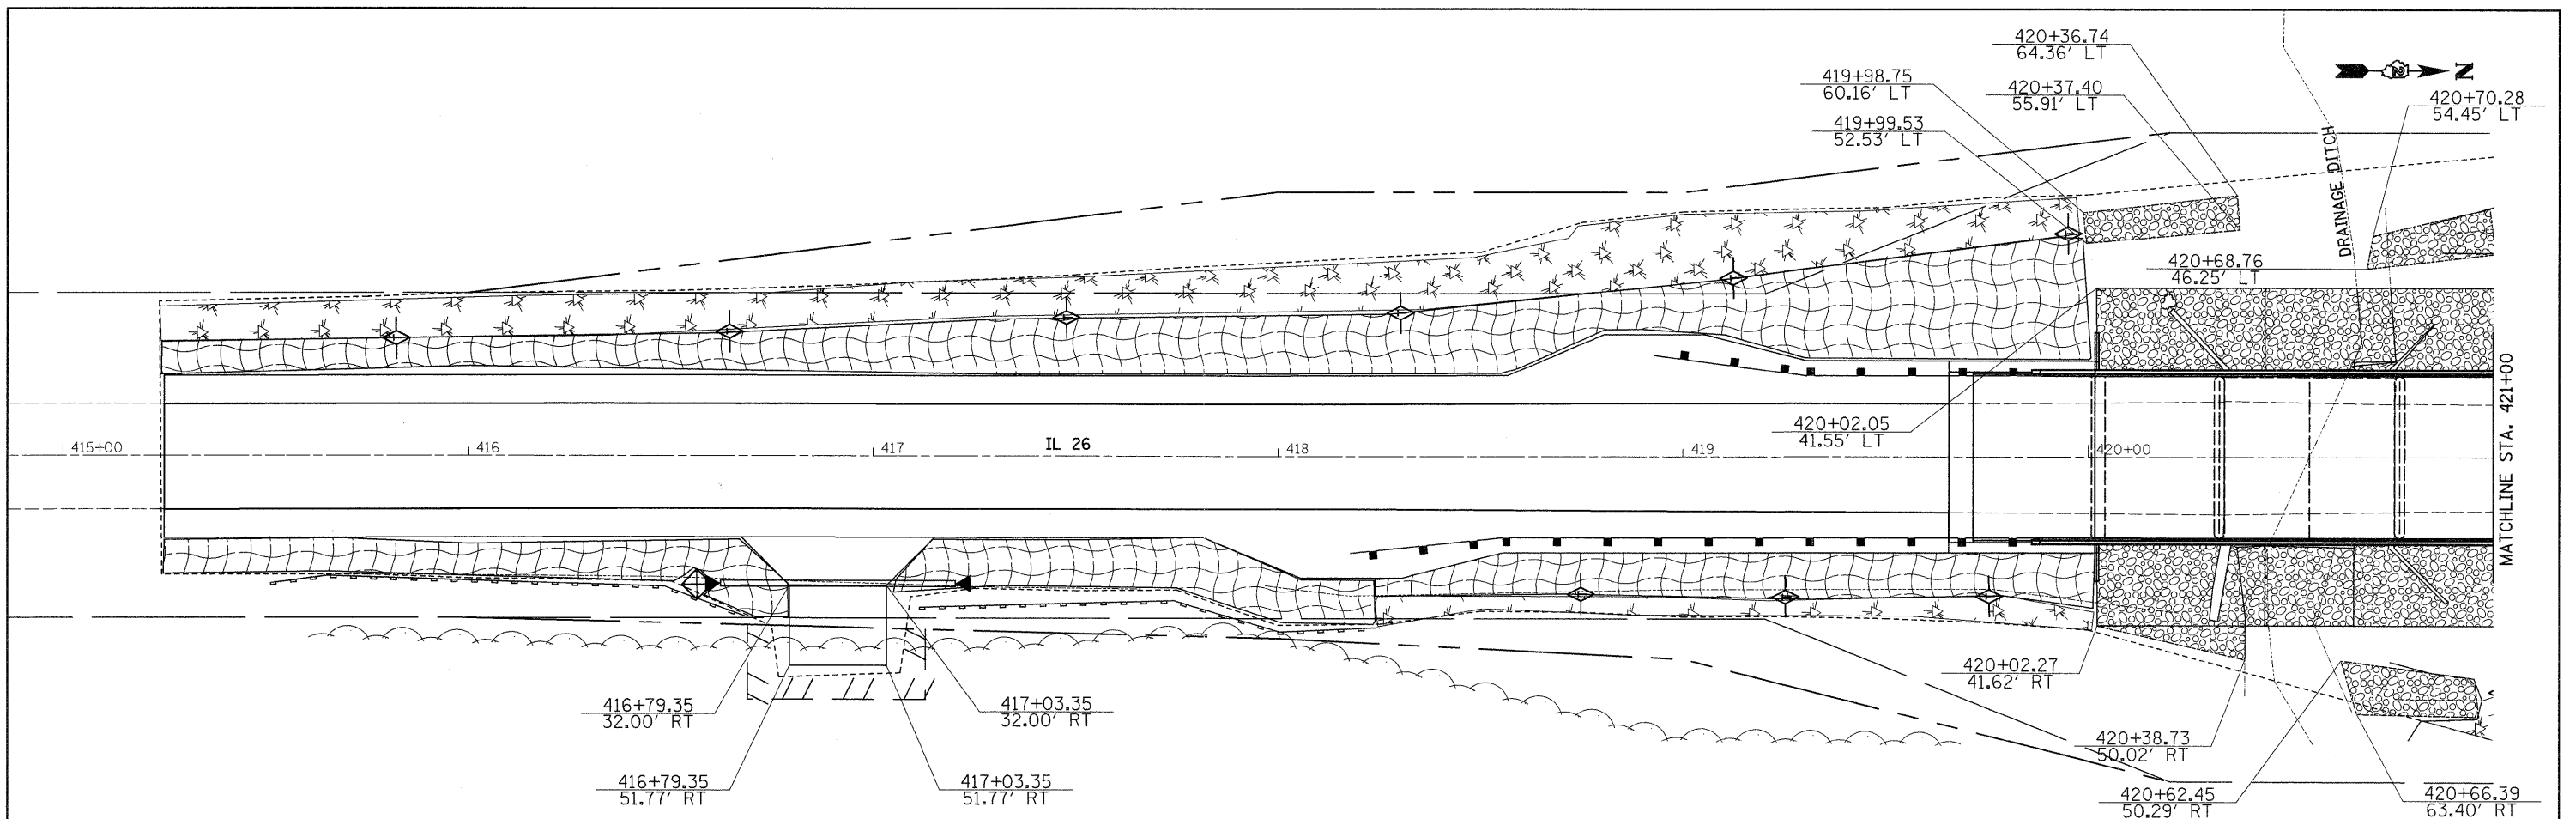 420+36.74
64.36' LT
N
419+98.75
60.16' LT
420+37.40
55.91' LT
420+70.28
54.45' LT
419+99.53
52.53' LT
DRAINAGE DITCH
420+68.76
46.25' LT
420+02.05
41.55' LT
415+00
416
417
IL 26
418
419
420+00
MATCHLINE STA. 421+00
420+02.27
41.62' RT
416+79.35
32.00' RT
417+03.35
32.00' RT
420+38.73
50.02' RT
416+79.35
51.77' RT
417+03.35
51.77' RT
420+62.45
50.29' RT
420+66.39
63.40' RT